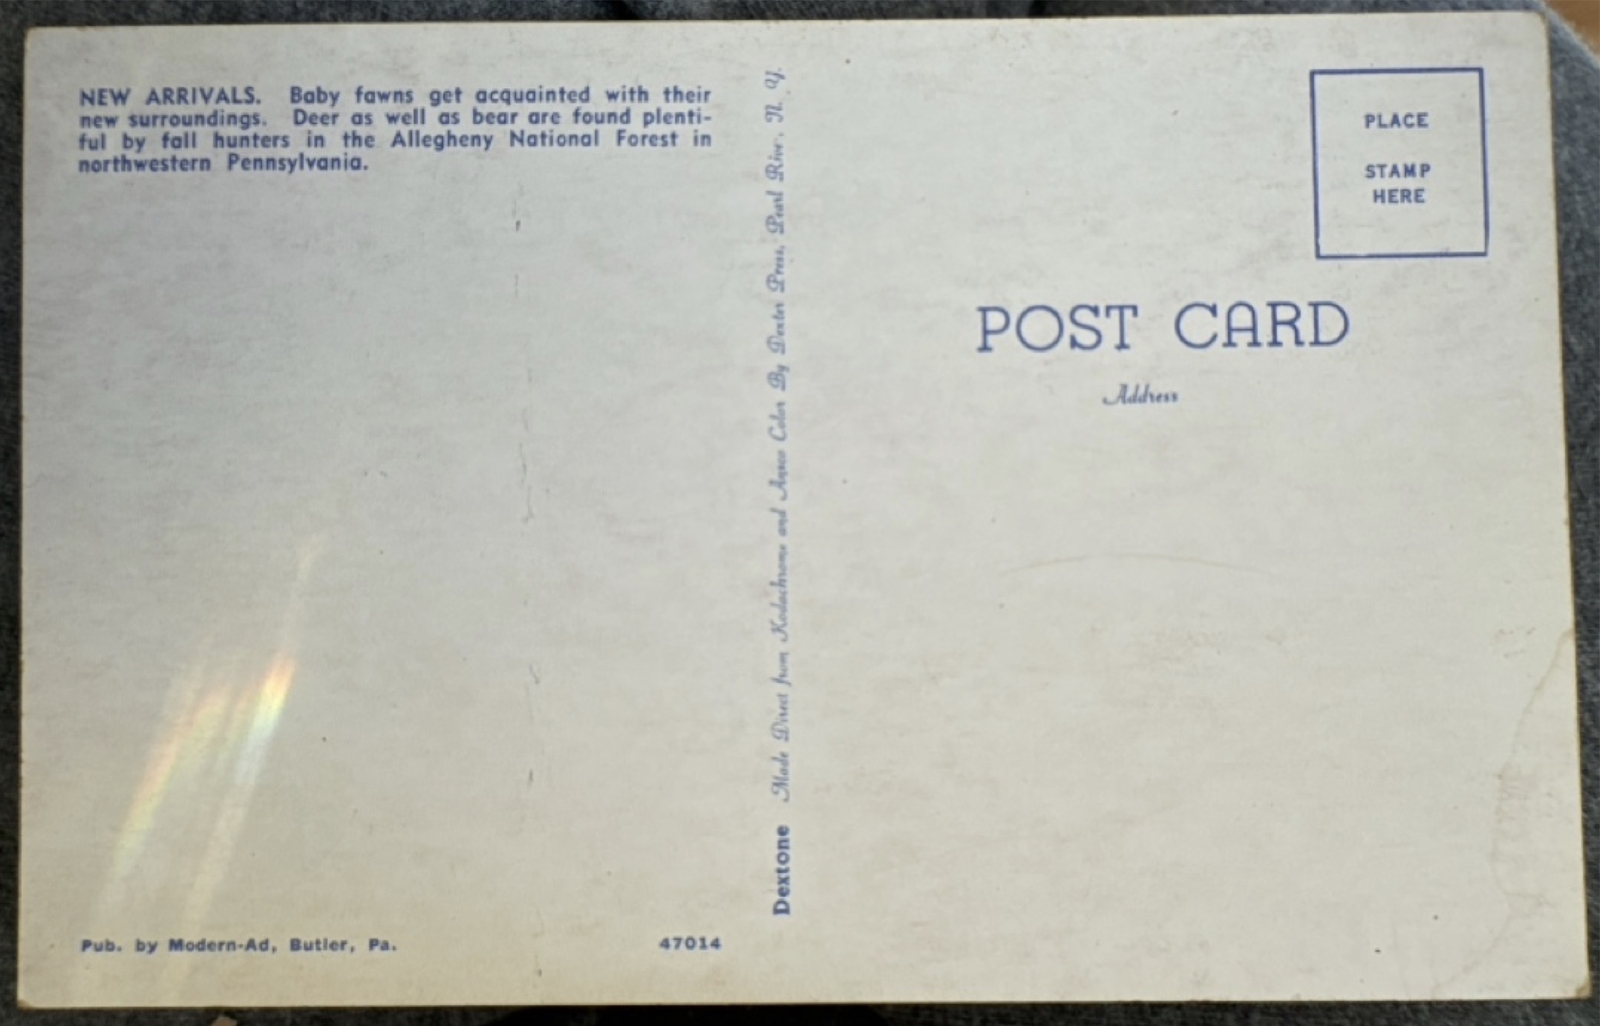 NEW ARRIVALS. Baby fawns get acquainted with their
new surroundings. Deer as well as bear are found plenti-
ful by fall hunters in the Allegheny National Forest in
northwestern Pennsylvania.
Pub. by Modern-Ad, Butler, Pa.
47014
Dextone Made Direct from Kodachrome and Ansco Color By Dexter Press, Pearl River, N. Y.
PLACE
STAMP
HERE
POST CARD
Address